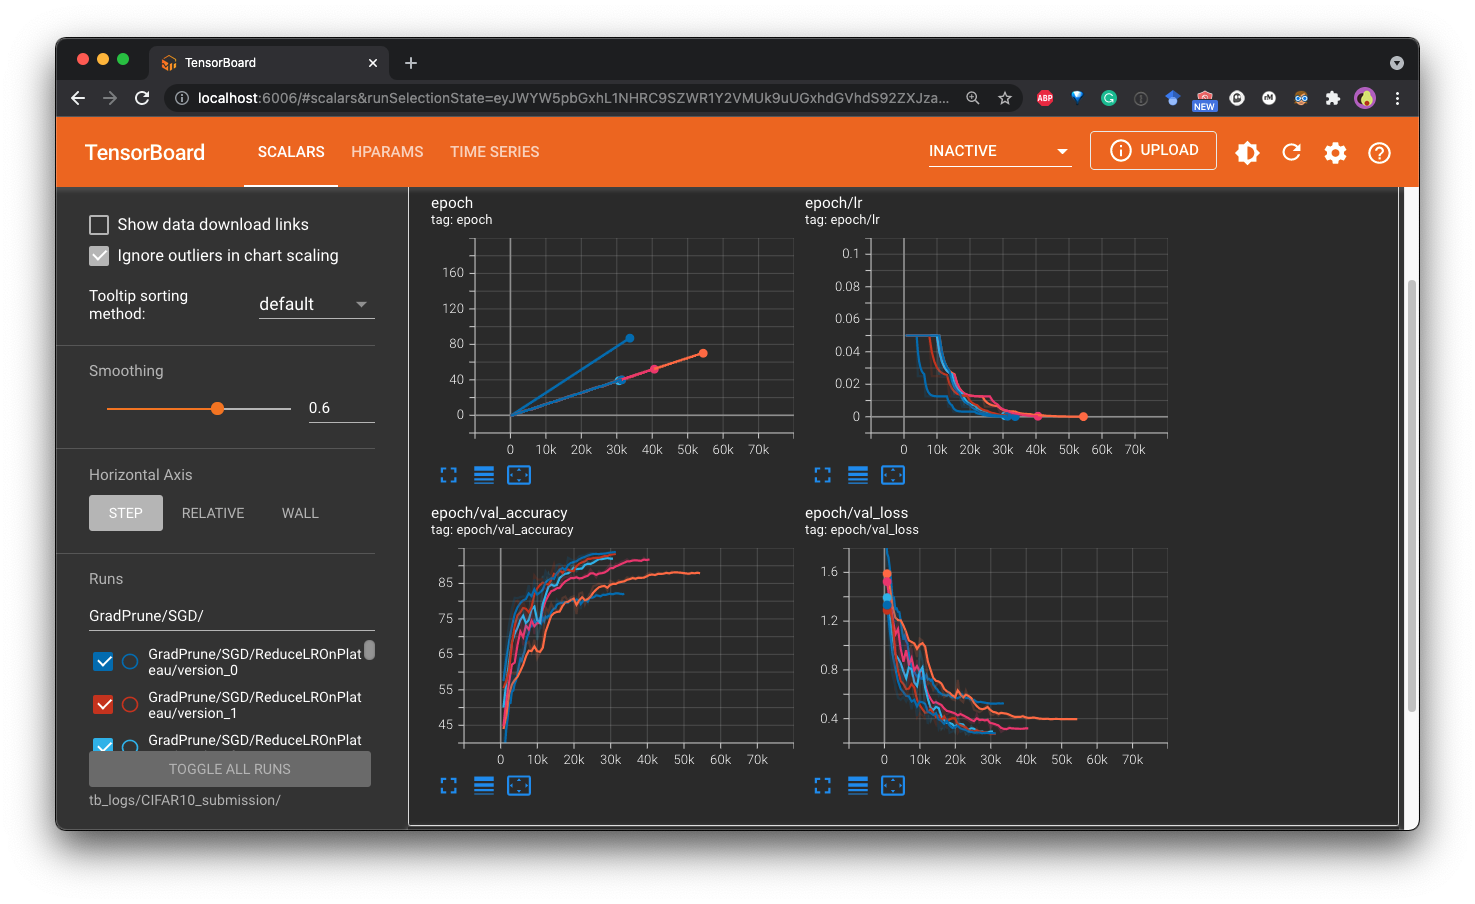 TensorBoard
localhost:6006/#scalars&runSelectionState=eyJWYW5pbGxhL1NHRC9SZWR1Y2VMUk9uUGxhdGVhdS92ZXJza...
ABP
NEW
TensorBoard
SCALARS
HPARAMS
TIME SERIES
INACTIVE
UPLOAD
Show data download links
Ignore outliers in chart scaling
Tooltip sorting
method:
default
Smoothing
0.6
Horizontal Axis
STEP
RELATIVE
WALL
Runs
GradPrune/SGD/
GradPrune/SGD/ReduceLROnPlat
eau/version_0
GradPrune/SGD/ReduceLROnPlat
eau/version_1
GradPrune/SGD/ReduceLROnPlat
TOGGLE ALL RUNS
tb_logs/CIFAR10_submission/
epoch
tag: epoch
160
120
80
40
0
0 10k 20k 30k 40k 50k 60k 70k
epoch/lr
tag: epoch/lr
0.1
0.08
0.06
0.04
0.02
0
0 10k 20k 30k 40k 50k 60k 70k
epoch/val_accuracy
tag: epoch/val_accuracy
85
75
65
55
45
0 10k 20k 30k 40k 50k 60k 70k
epoch/val_loss
tag: epoch/val_loss
1.6
1.2
0.8
0.4
0 10k 20k 30k 40k 50k 60k 70k